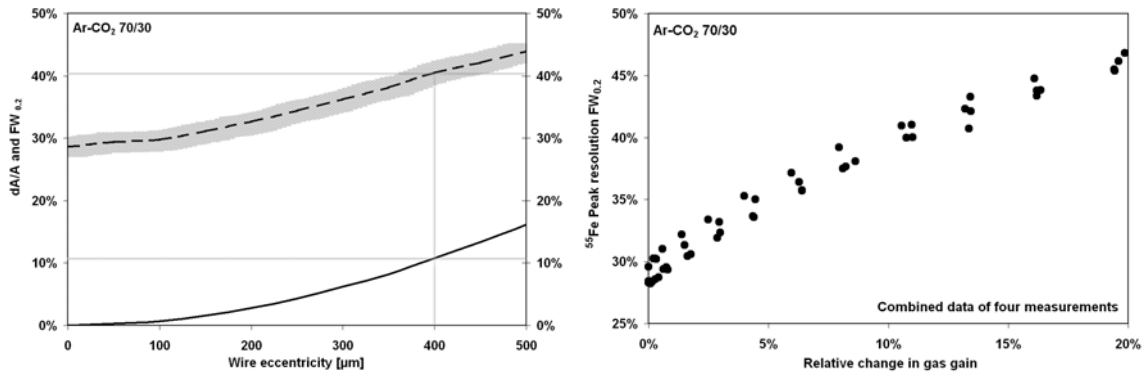 Ar-CO₂ 70/30
dA/A and FW₀.₂
50%
40%
30%
20%
10%
0%
50%
40%
30%
20%
10%
0%
0 100 200 300 400 500
Wire eccentricity [µm]
Ar-CO₂ 70/30
⁵⁵Fe Peak resolution FW₀.₂
50%
45%
40%
35%
30%
25%
Combined data of four measurements
0% 5% 10% 15% 20%
Relative change in gas gain